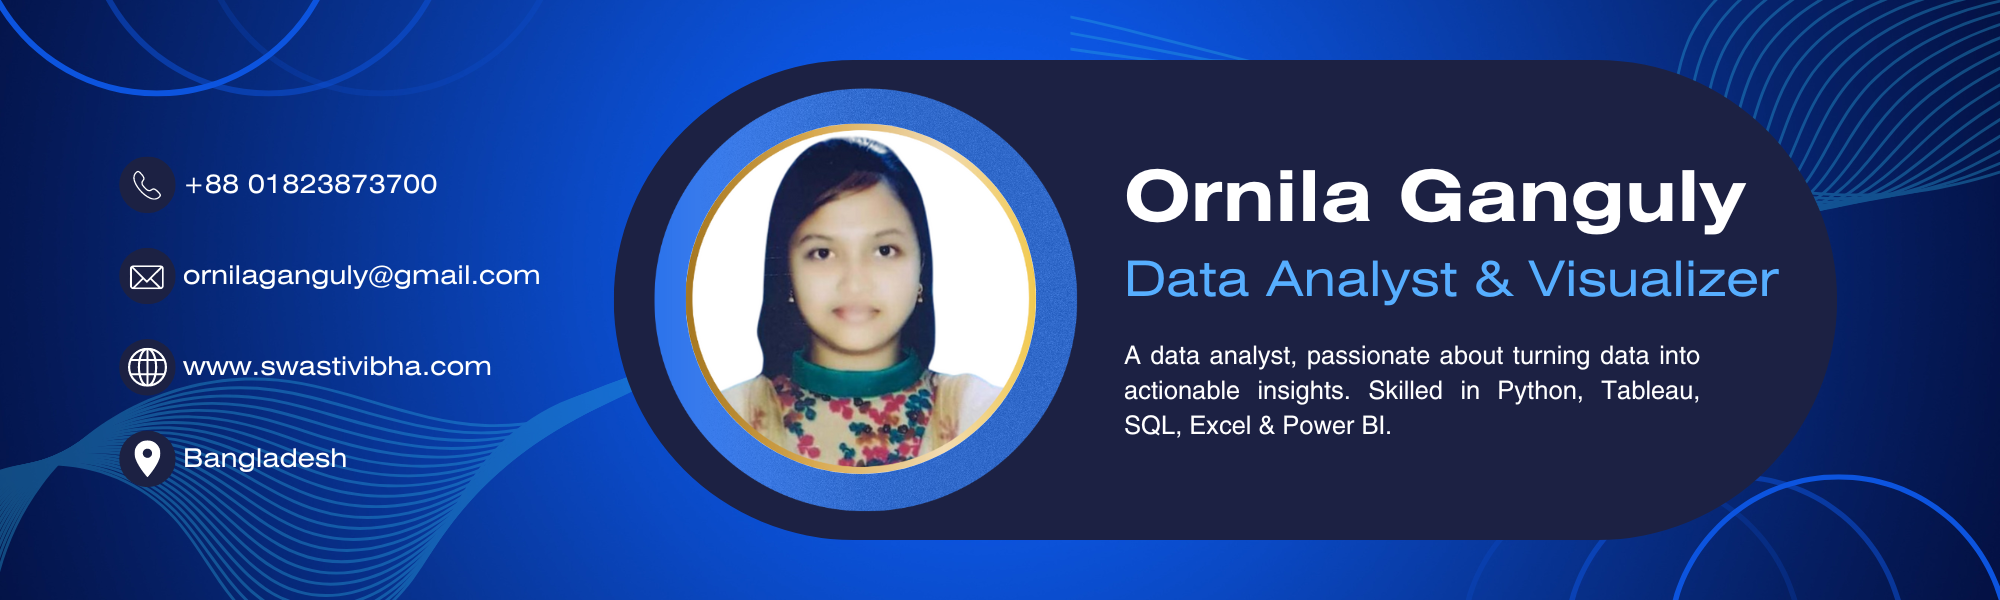 +88 01823873700
ornilaganguly@gmail.com
www.swastivibha.com
Bangladesh
Ornila Ganguly
Data Analyst & Visualizer
A data analyst, passionate about turning data into
actionable insights. Skilled in Python, Tableau,
SQL, Excel & Power BI.